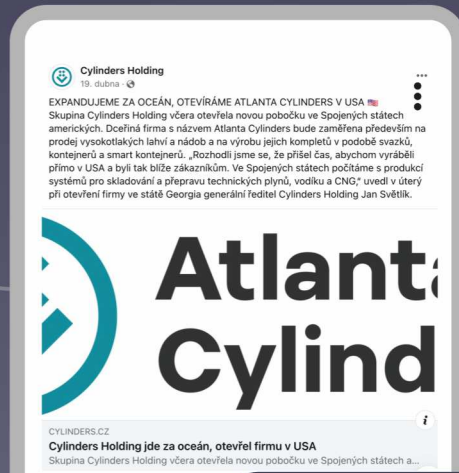 Cylinders Holding
19. dubna ·
EXPANDUJEME ZA OCEÁN, OTEVÍRÁME ATLANTA CYLINDERS V USA 🇺🇸
Skupina Cylinders Holding včera otevřela novou pobočku ve Spojených státech
amerických. Dceřiná firma s názvem Atlanta Cylinders bude zaměřena především na
prodej vysokotlakých lahví a nádob a na výrobu jejich kompletů v podobě svazků,
kontejnerů a smart kontejnerů. „Rozhodli jsme se, že přišel čas, abychom vyráběli
přímo v USA a byli tak blíže zákazníkům. Ve Spojených státech počítáme s produkcí
systémů pro skladování a přepravu technických plynů, vodíku a CNG,“ uvedl v úterý
při otevření firmy ve státě Georgia generální ředitel Cylinders Holding Jan Světlík.
Atlant
Cylind
CYLINDERS.CZ
Cylinders Holding jde za oceán, otevřel firmu v USA
Skupina Cylinders Holding včera otevřela novou pobočku ve Spojených státech a...